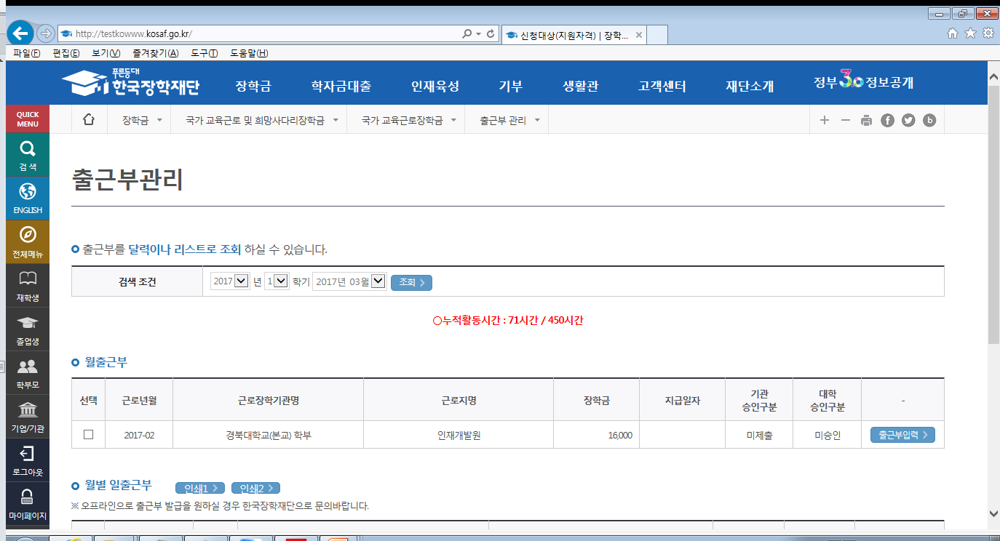 http://testkowww.kosaf.go.kr/
신청대상(지원자격) | 장학...
파일(F) 편집(E) 보기(V) 즐겨찾기(A) 도구(T) 도움말(H)
푸른등대
한국장학재단
장학금 학자금대출 인재육성 기부 생활관 고객센터 재단소개 정부3.0정보공개
QUICK
MENU
장학금 국가 교육근로 및 희망사다리장학금 국가 교육근로장학금 출근부 관리
검 색
ENGLISH
전체메뉴
재학생
졸업생
학부모
기업/기관
로그아웃
마이페이지
출근부관리
출근부를 달력이나 리스트로 조회 하실 수 있습니다.
검색 조건 2017 년 1 학기 2017년 03월 조회
○누적활동시간 : 71시간 / 450시간
월출근부
선택 근로년월 근로장학기관명 근로지명 장학금 지급일자 기관 승인구분 대학 승인구분 -
2017-02 경북대학교(본교) 학부 인재개발원 16,000 미제출 미승인 출근부입력
월별 일출근부 인쇄1 인쇄2
※ 오프라인으로 출근부 발급을 원하실 경우 한국장학재단으로 문의바랍니다.